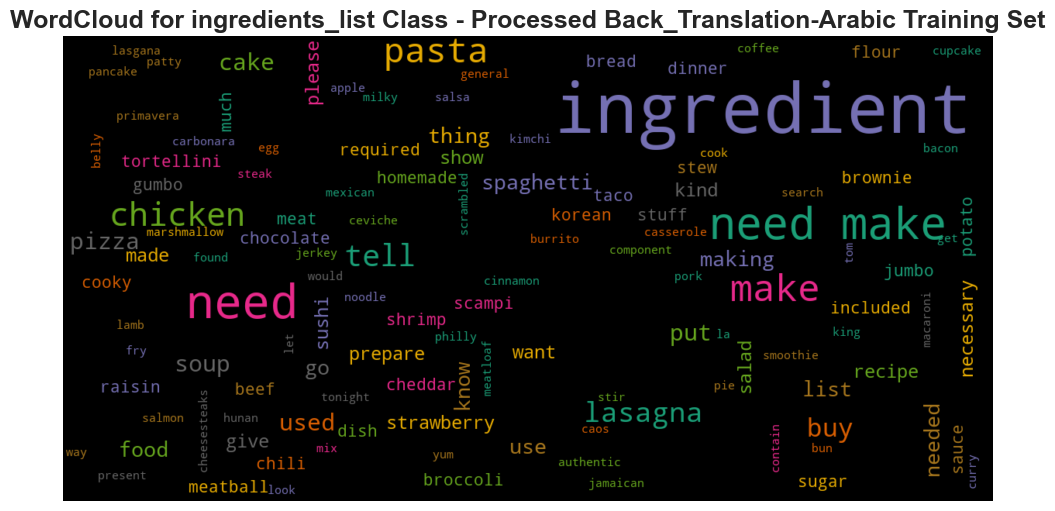 WordCloud for ingredients_list Class - Processed Back_Translation-Arabic Training Set
lasgana
patty
pancake
cake
please
pasta
general
bread
dinner
coffee
flour
cupcake
much
apple
milky
salsa
ingredient
primavera
carbonara
belly
egg
tortellini
steak
gumbo
required
thing
show
homemade
kimchi
mexican
scrambled
spaghetti
taco
cook
stew
kind
brownie
bacon
search
chicken
meat
ceviche
korean
stuff
need make
potato
get
pizza
marshmallow
made
found
chocolate
jerkey
tell
burrito
casserole
component
making
tom
jumbo
cooky
would
need
noodle
sushi
cinnamon
scampi
shrimp
pork
make
included
necessary
macaroni
lamb
fry
let
philly
put
la
king
soup
go
prepare
meatloaf
want
salad
smoothie
recipe
raisin
beef
tonight
cheddar
know
pie
list
salmon
hunan
cheesesteaks
used
dish
strawberry
stir
lasagna
caos
buy
bun
needed
sauce
way
food
give
mix
yum
use
contain
curry
present
chili
meatball
look
broccoli
authentic
jamaican
sugar